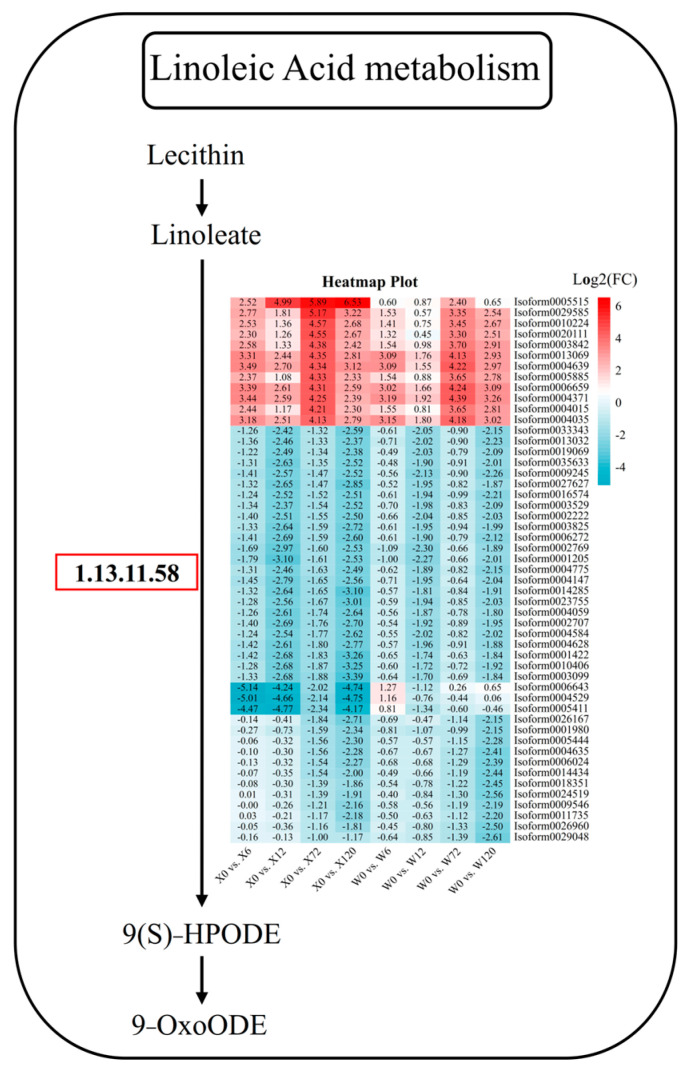 Linoleic Acid metabolism
Lecithin
Linoleate
Heatmap Plot
Log2(FC)
2.52 4.99 5.89 6.53 0.60 0.87 2.40 0.65 Isoform0005515
2.77 1.81 5.17 3.22 1.53 0.57 3.35 2.54 Isoform0029585
2.53 1.36 4.57 2.68 1.41 0.75 3.45 2.67 Isoform0010224
2.30 1.26 4.55 2.67 1.32 0.45 3.30 2.51 Isoform0020111
2.58 1.33 4.38 2.42 1.54 0.98 3.70 2.91 Isoform0003842
3.31 2.44 4.35 2.81 3.09 1.76 4.13 2.93 Isoform0013069
3.49 2.70 4.34 3.12 3.09 1.55 4.22 2.97 Isoform0004639
2.37 1.08 4.33 2.33 1.54 0.88 3.65 2.78 Isoform0005885
3.39 2.61 4.31 2.59 3.02 1.66 4.24 3.09 Isoform0006659
3.44 2.59 4.25 2.39 3.19 1.92 4.39 3.26 Isoform0004371
2.44 1.17 4.21 2.30 1.55 0.81 3.65 2.81 Isoform0004015
3.18 2.51 4.13 2.79 3.15 1.80 4.18 3.02 Isoform0004035
-1.26 -2.42 -1.32 -2.59 -0.61 -2.05 -0.90 -2.15 Isoform0033343
-1.36 -2.46 -1.33 -2.37 -0.71 -2.02 -0.90 -2.23 Isoform0013032
-1.22 -2.49 -1.34 -2.38 -0.49 -2.03 -0.79 -2.09 Isoform0019069
-1.31 -2.63 -1.35 -2.52 -0.48 -1.90 -0.91 -2.01 Isoform0035633
-1.41 -2.57 -1.47 -2.52 -0.56 -2.13 -0.90 -2.26 Isoform0009245
-1.32 -2.65 -1.47 -2.85 -0.52 -1.95 -0.82 -1.87 Isoform0027627
-1.24 -2.52 -1.52 -2.51 -0.61 -1.94 -0.99 -2.21 Isoform0016574
-1.34 -2.37 -1.54 -2.52 -0.70 -1.98 -0.83 -2.09 Isoform0003529
-1.40 -2.51 -1.55 -2.50 -0.66 -2.04 -0.85 -2.03 Isoform0002222
-1.33 -2.64 -1.59 -2.72 -0.61 -1.95 -0.94 -1.99 Isoform0003825
-1.41 -2.69 -1.59 -2.60 -0.61 -1.90 -0.79 -2.12 Isoform0006272
-1.69 -2.97 -1.60 -2.53 -1.09 -2.30 -0.66 -1.89 Isoform0002769
-1.79 -3.10 -1.61 -2.53 -1.00 -2.27 -0.66 -2.01 Isoform0001205
-1.31 -2.46 -1.63 -2.49 -0.62 -1.89 -0.82 -2.15 Isoform0004775
-1.45 -2.79 -1.65 -2.56 -0.71 -1.95 -0.64 -2.04 Isoform0004147
-1.32 -2.64 -1.65 -3.10 -0.57 -1.81 -0.84 -1.91 Isoform0014285
-1.28 -2.56 -1.67 -3.01 -0.59 -1.94 -0.85 -2.03 Isoform0023755
-1.26 -2.61 -1.74 -2.64 -0.56 -1.87 -0.78 -1.80 Isoform0004059
-1.40 -2.69 -1.76 -2.70 -0.54 -1.92 -0.89 -1.95 Isoform0002707
-1.24 -2.54 -1.77 -2.62 -0.55 -2.02 -0.82 -2.02 Isoform0004584
-1.42 -2.61 -1.80 -2.77 -0.57 -1.96 -0.91 -1.88 Isoform0004628
-1.42 -2.68 -1.83 -3.26 -0.65 -1.74 -0.63 -1.84 Isoform0001422
-1.28 -2.68 -1.87 -3.25 -0.60 -1.72 -0.72 -1.92 Isoform0010406
-1.33 -2.68 -1.88 -3.39 -0.64 -1.70 -0.69 -1.84 Isoform0003099
-5.14 -4.24 -2.02 -4.74 1.27 -1.12 0.26 0.65 Isoform0006643
-5.01 -4.66 -2.14 -4.75 1.16 -0.76 -0.44 0.06 Isoform0004529
-4.47 -4.77 -2.34 -4.17 0.81 -1.34 -0.60 -0.46 Isoform0005411
-0.14 -0.41 -1.84 -2.71 -0.69 -0.47 -1.14 -2.15 Isoform0026167
-0.27 -0.73 -1.59 -2.34 -0.81 -1.07 -0.99 -2.15 Isoform0001980
-0.06 -0.32 -1.56 -2.30 -0.57 -0.57 -1.15 -2.28 Isoform0005444
-0.10 -0.30 -1.56 -2.28 -0.67 -0.67 -1.27 -2.41 Isoform0004635
-0.13 -0.32 -1.54 -2.27 -0.68 -0.68 -1.29 -2.39 Isoform0006024
-0.07 -0.35 -1.54 -2.00 -0.49 -0.66 -1.19 -2.44 Isoform0014434
-0.08 -0.30 -1.39 -1.86 -0.54 -0.78 -1.22 -2.45 Isoform0018351
0.01 -0.31 -1.39 -1.91 -0.40 -0.84 -1.30 -2.56 Isoform0024519
-0.00 -0.26 -1.21 -2.16 -0.58 -0.56 -1.19 -2.19 Isoform0009546
0.03 -0.21 -1.17 -2.18 -0.50 -0.63 -1.12 -2.20 Isoform0011735
-0.05 -0.36 -1.16 -1.81 -0.45 -0.80 -1.33 -2.50 Isoform0026960
-0.16 -0.13 -1.00 -1.17 -0.64 -0.85 -1.39 -2.61 Isoform0029048
X0 vs. X6 X0 vs. X12 X0 vs. X72 X0 vs. X120 W0 vs. W6 W0 vs. W12 W0 vs. W72 W0 vs. W120
6
4
2
0
-2
-4
1.13.11.58
9(S)-HPODE
9-OxoODE